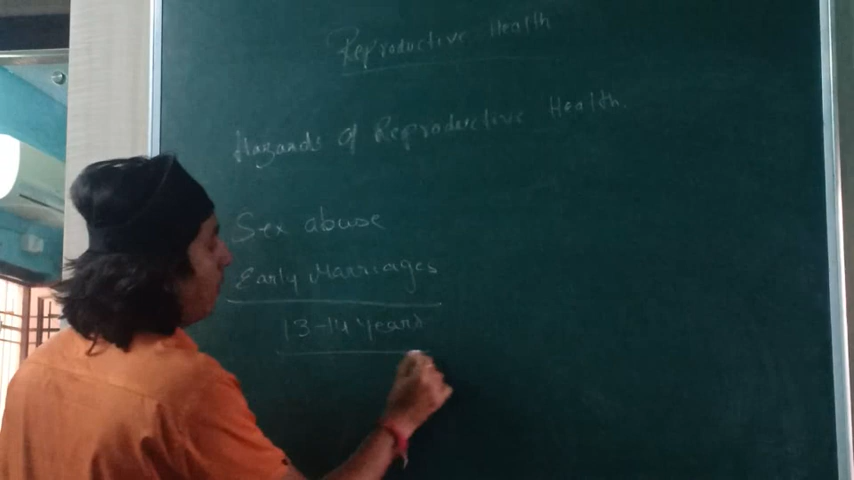 Reproductive Health
Hazards of Reproductive Health.
Sex abuse
Early Marriages
13-14 Years